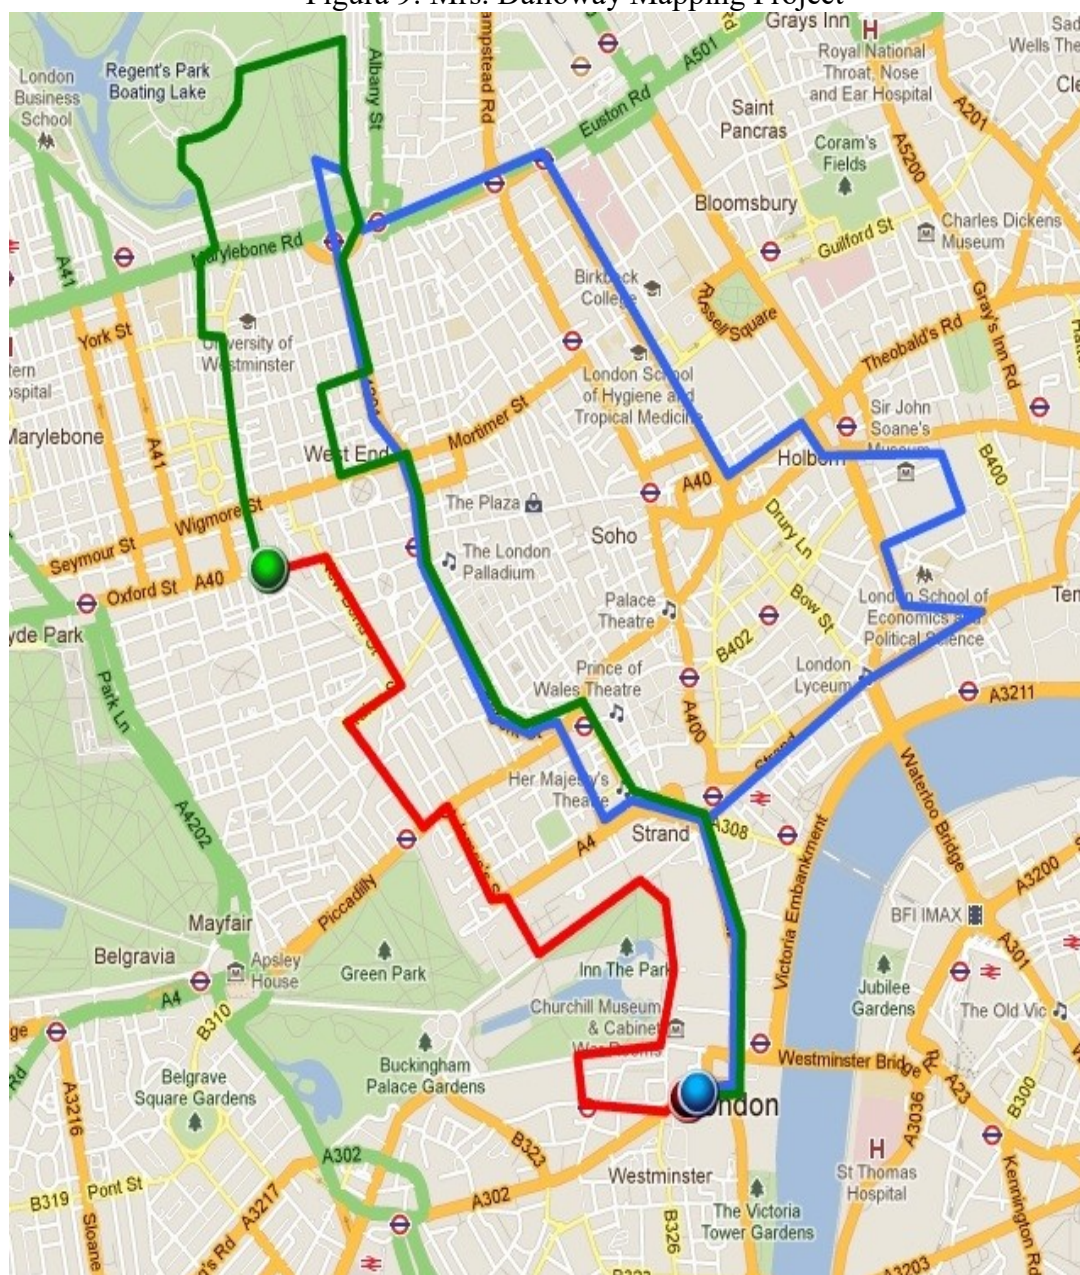 Figura 9: Mrs. Dalloway Mapping Project
Grays Inn
Royal National
Throat, Nose
and Ear Hospital
Regent's Park
Boating Lake
London
Business
School
Albany St
A501
Euston Rd
Saint
Pancras
Coram's
Fields
A201
A5200
Bloomsbury
Guilford St
Charles Dickens
Museum
Marylebone Rd
A41
Birkbeck
College
Russell Square
Gray's Inn Rd
Theobald's Rd
York St
University of
Westminster
London School
of Hygiene and
Tropical Medicine
Sir John
Soane's
Museum
Marylebone
A41
West End
Mortimer St
Holborn
B400
A40
The Plaza
Wigmore St
Seymour St
Soho
Drury Ln
The London
Palladium
Oxford St
A40
London School of
Economics and
Political Science
Palace
Theatre
Bow St
B402
Park Ln
Prince of
Wales Theatre
London
Lyceum
A3211
A400
Strand
Her Majesty's
Theatre
Strand
A308
A4202
A4
Waterloo Bridge
Piccadilly
Victoria Embankment
A3200
Mayfair
BFI IMAX
A301
Belgravia
Apsley
House
Green Park
Inn The Park
Jubilee
Gardens
A4
B310
Churchill Museum
& Cabinet
War Rooms
The Old Vic
Belgrave
Square Gardens
Buckingham
Palace Gardens
Westminster Bridge
A23
B300
A3216
London
A3036
B323
Westminster
St Thomas
Hospital
A302
B319
Pont St
A3217
A302
B326
The Victoria
Tower Gardens
Kennington Rd
Sloane
A3203